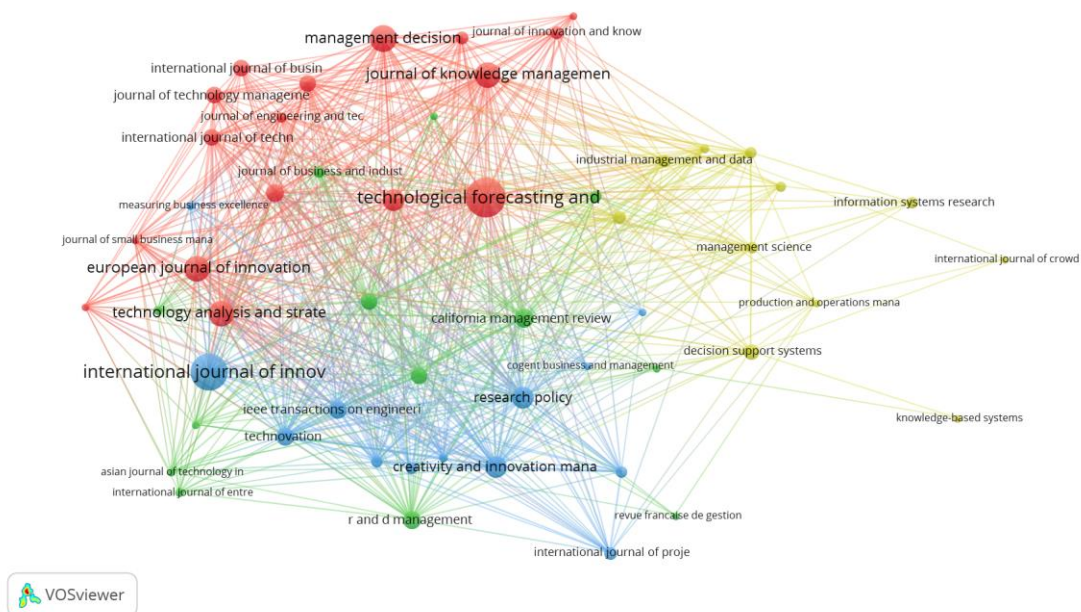 journal of innovation and know
management decision
international journal of busin
journal of knowledge managemen
journal of technology manageme
journal of engineering and tec
international journal of techn
industrial management and data
journal of business and indust
technological forecasting and
measuring business excellence
information systems research
journal of small business mana
management science
international journal of crowd
european journal of innovation
production and operations mana
technology analysis and strate
california management review
decision support systems
cogent business and management
international journal of innov
research policy
ieee transactions on engineeri
knowledge-based systems
technovation
creativity and innovation mana
asian journal of technology in
international journal of entre
r and d management
revue francaise de gestion
international journal of proje
VOSviewer